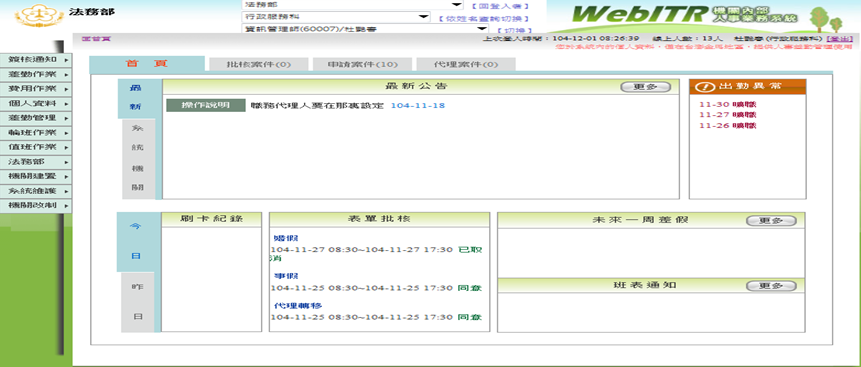 法務部
法務部 【回登入者】
行政服務科 【依姓名查詢切換】
資訊管理師(60007)/杜艷睿 【切換】
WebITR 機關內部
人事業務系統
回首頁 上次登入時間：104-12-01 08:26:39 線上人數：13人 杜艷睿 (行政服務科) [登出]
簽核通知
差勤作業
費用作業
個人資料
差勤管理
輪班作業
值班作業
法務部
機關建置
系統維護
機關改制
首頁 批核案件(0) 申請案件(10) 代理案件(0)
最新
系統
機關
最新公告 更多
操作說明 職務代理人要在那裏設定 104-11-18
出勤異常
11-30 曠職
11-27 曠職
11-26 曠職
今日
昨日
刷卡紀錄
表單批核
婚假
104-11-27 08:30~104-11-27 17:30 已取消
事假
104-11-25 08:30~104-11-25 17:30 同意
代理轉移
104-11-25 08:30~104-11-25 17:30 同意
未來一周差假 更多
班表通知 更多